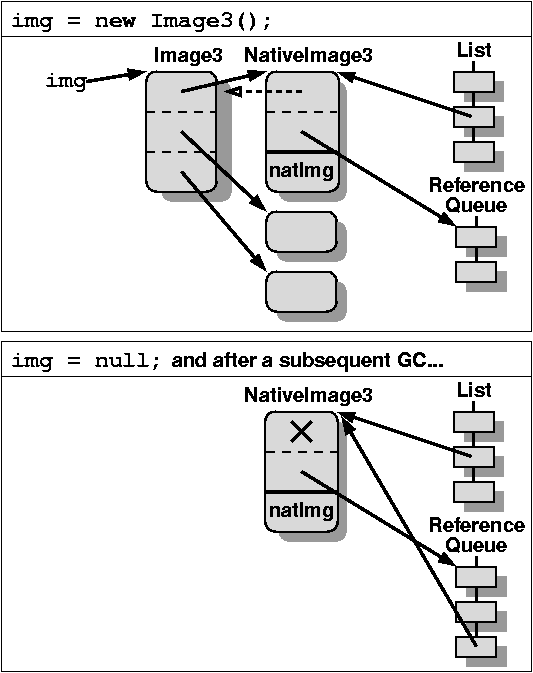 img = new Image3();
Image3 NativeImage3 List
img
natImg
Reference
Queue
img = null; and after a subsequent GC...
NativeImage3 List
natImg
Reference
Queue